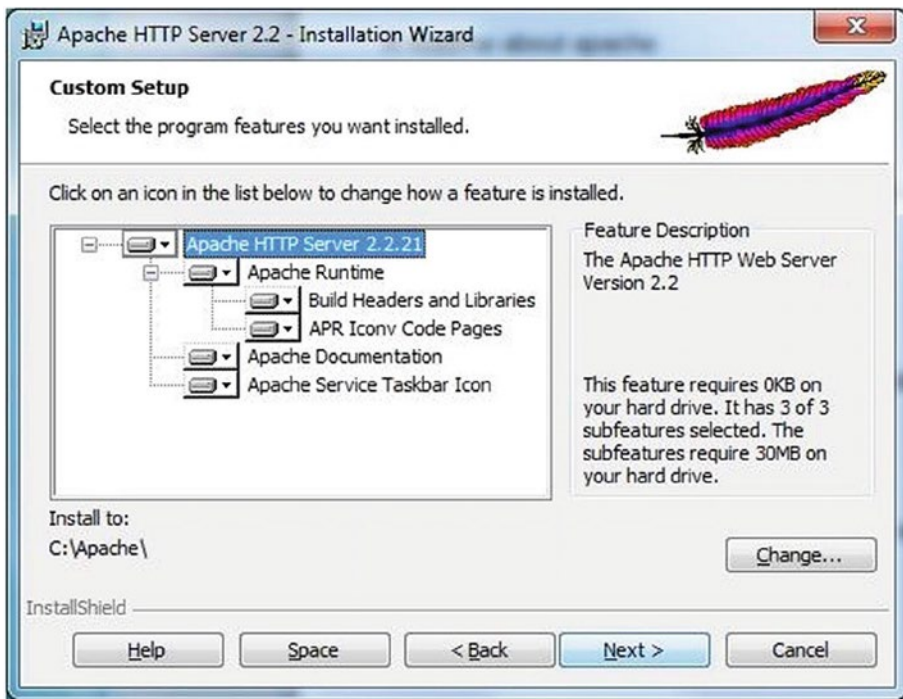 Apache HTTP Server 2.2 - Installation Wizard
about apache
Custom Setup
Select the program features you want installed.
Click on an icon in the list below to change how a feature is installed.
Apache HTTP Server 2.2.21
Apache Runtime
Build Headers and Libraries
APR Iconv Code Pages
Apache Documentation
Apache Service Taskbar Icon
Feature Description
The Apache HTTP Web Server
Version 2.2
This feature requires 0KB on
your hard drive. It has 3 of 3
subfeatures selected. The
subfeatures require 30MB on
your hard drive.
Install to:
C:\Apache\
Change...
InstallShield
Help
Space
< Back
Next >
Cancel